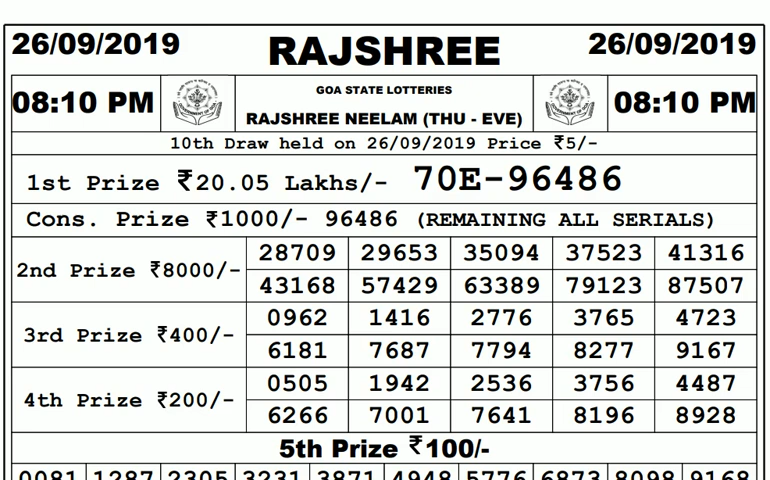 26/09/2019 RAJSHREE 26/09/2019
08:10 PM GOA STATE LOTTERIES 08:10 PM
RAJSHREE NEELAM (THU - EVE)
10th Draw held on 26/09/2019 Price ₹5/-
1st Prize ₹20.05 Lakhs/- 70E-96486
Cons. Prize ₹1000/- 96486 (REMAINING ALL SERIALS)
2nd Prize ₹8000/- 28709 29653 35094 37523 41316
43168 57429 63389 79123 87507
3rd Prize ₹400/- 0962 1416 2776 3765 4723
6181 7687 7794 8277 9167
4th Prize ₹200/- 0505 1942 2536 3756 4487
6266 7001 7641 8196 8928
5th Prize ₹100/-
0081 1287 2305 3231 3871 4948 5776 6873 8098 9168